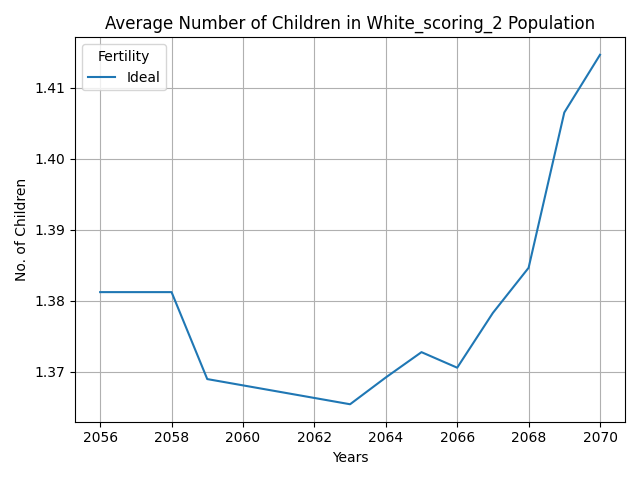 Average Number of Children in White_scoring_2 Population
Fertility
Ideal
1.41
1.40
1.39
1.38
1.37
No. of Children
2056 2058 2060 2062 2064 2066 2068 2070
Years